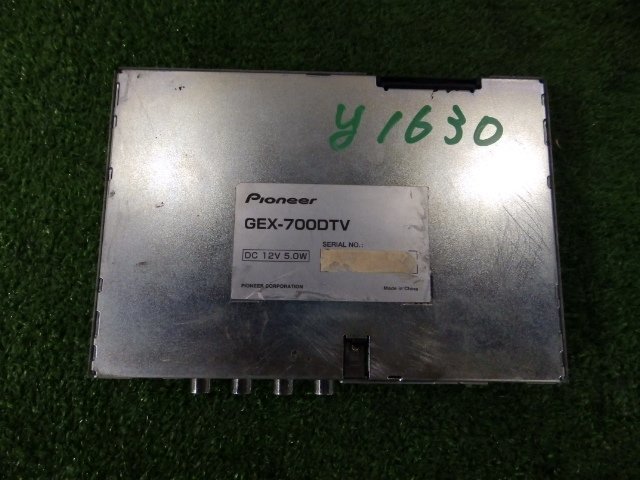 y1630
Pioneer
GEX-700DTV
SERIAL NO.:
DC 12V 5.0W
PIONEER CORPORATION
Made in China